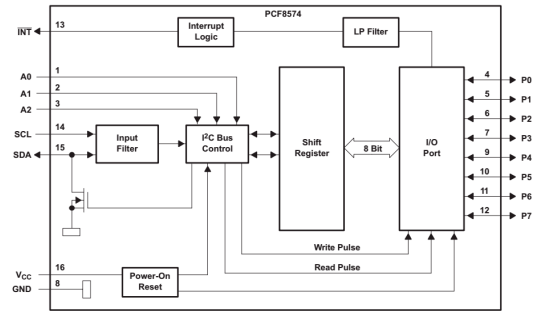 PCF8574
INT 13
Interrupt
Logic
LP Filter
A0 1
A1 2
A2 3
SCL 14
SDA 15
Input
Filter
I2C Bus
Control
Shift
Register
8 Bit
I/O
Port
4 P0
5 P1
6 P2
7 P3
9 P4
10 P5
11 P6
12 P7
Write Pulse
Read Pulse
VCC 16
GND 8
Power-On
Reset